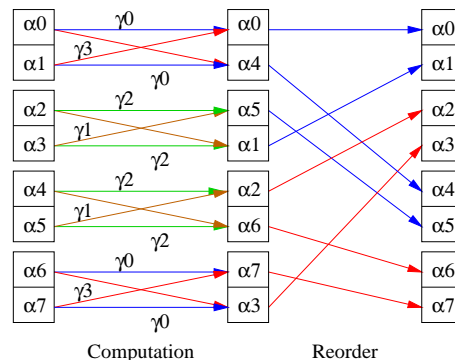 γ0
α0 α0 α0
γ3
α1 α4 α1
γ0
γ2
α2 α5 α2
γ1
α3 α1 α3
γ2
γ2
α4 α2 α4
γ1
α5 α6 α5
γ2
γ0
α6 α7 α6
γ3
α7 α3 α7
γ0
Computation Reorder